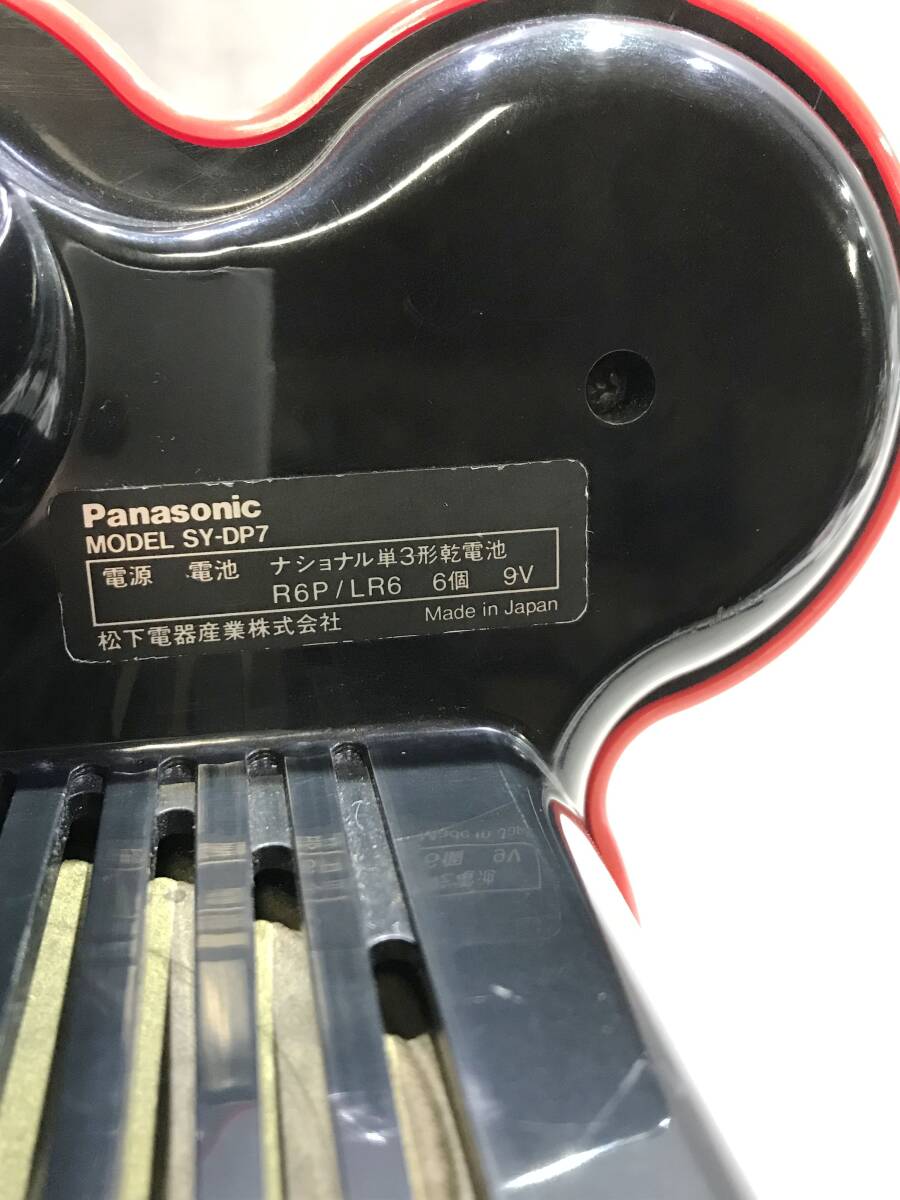 Panasonic
MODEL SY-DP7
電源 電池 ナショナル単3形乾電池
R6P/LR6 6個 9V
松下電器産業株式会社 Made in Japan